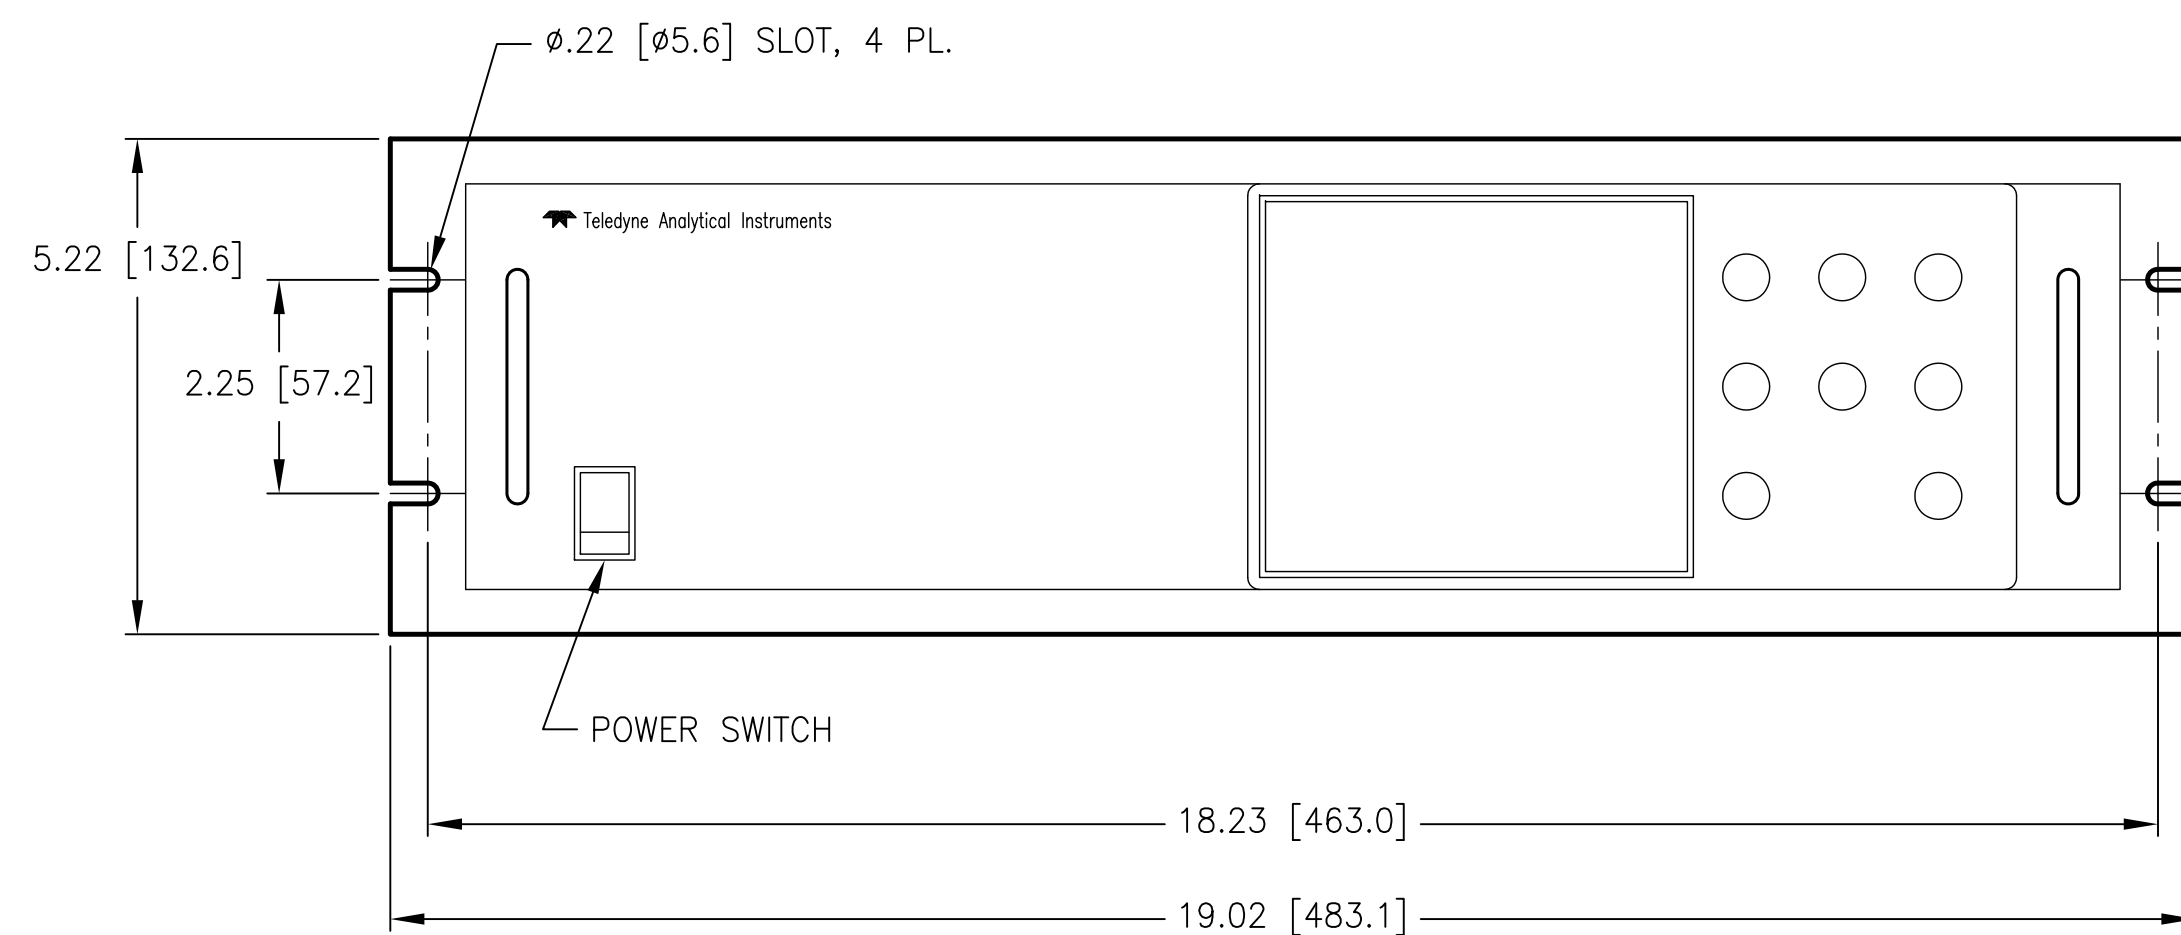 ø.22 [ø5.6] SLOT, 4 PL.
Teledyne Analytical Instruments
5.22 [132.6]
2.25 [57.2]
POWER SWITCH
18.23 [463.0]
19.02 [483.1]